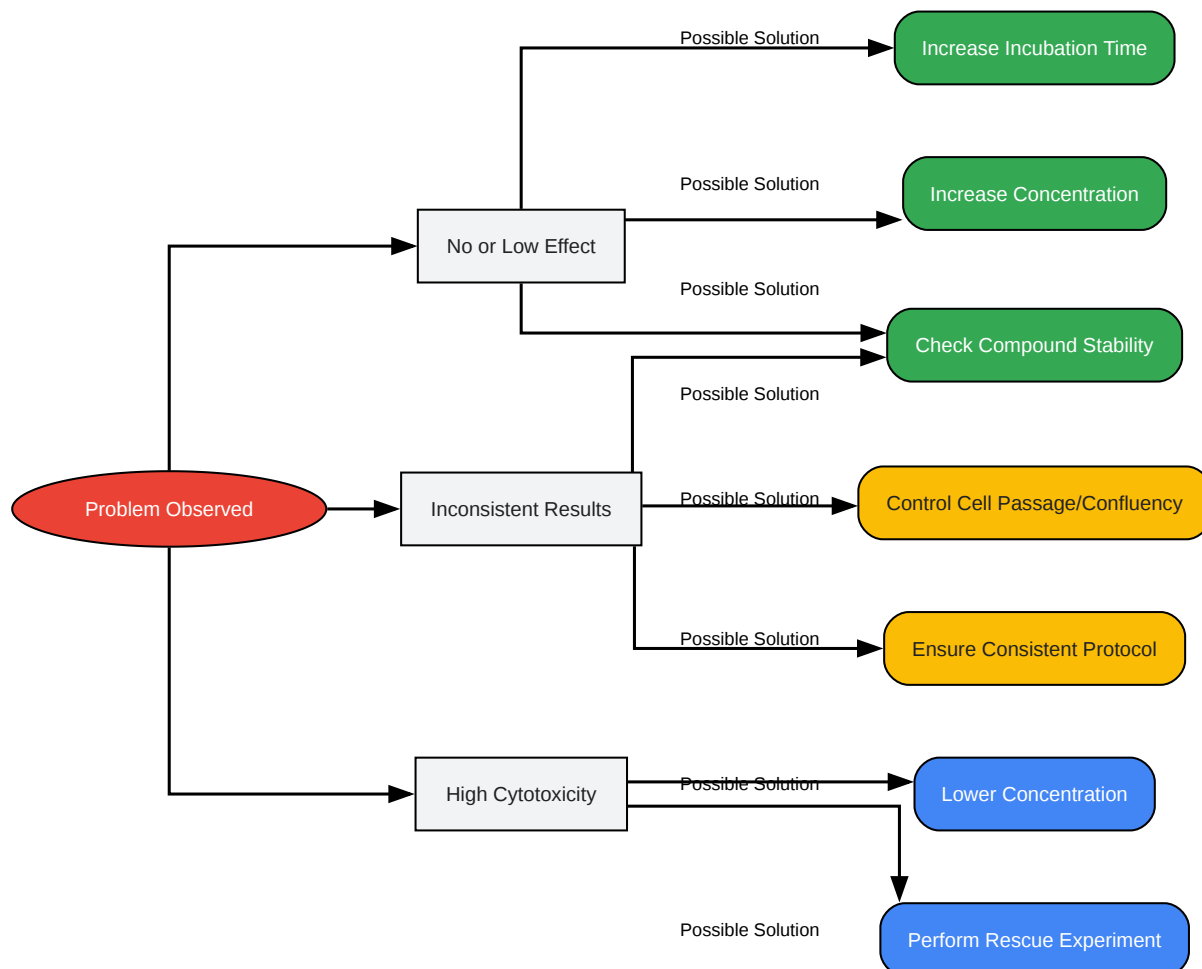 Possible Solution
Increase Incubation Time
Possible Solution
Increase Concentration
No or Low Effect
Possible Solution
Check Compound Stability
Possible Solution
Problem Observed
Inconsistent Results
Possible Solution
Control Cell Passage/Confluency
Possible Solution
Ensure Consistent Protocol
High Cytotoxicity
Possible Solution
Lower Concentration
Possible Solution
Perform Rescue Experiment